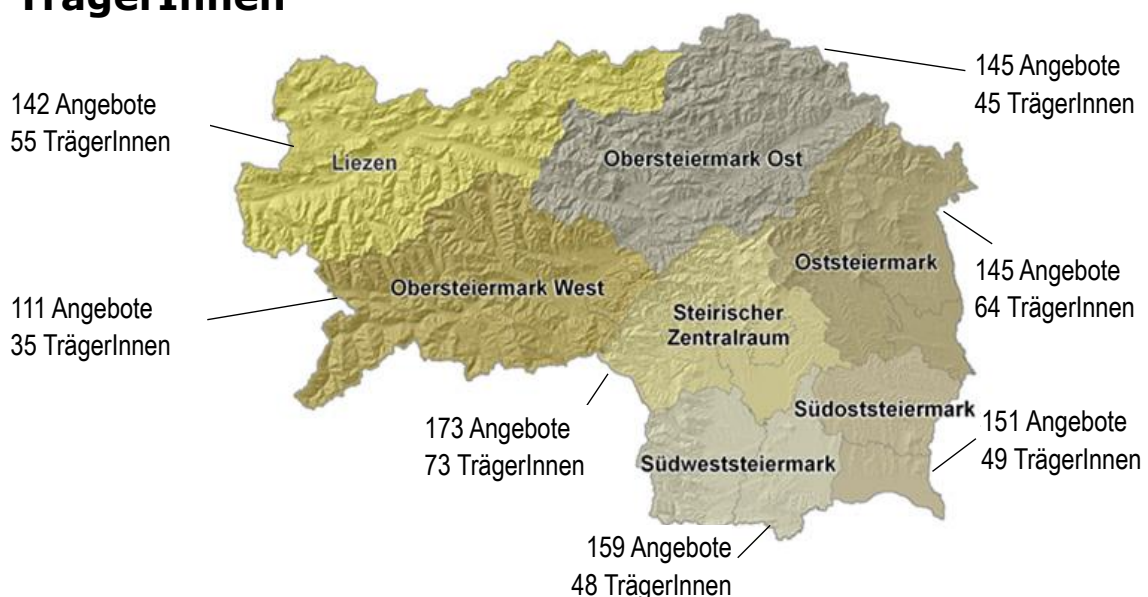 TrägerInnen
142 Angebote
55 TrägerInnen
145 Angebote
45 TrägerInnen
Liezen
Obersteiermark Ost
Obersteiermark West
Oststeiermark
111 Angebote
35 TrägerInnen
145 Angebote
64 TrägerInnen
Steirischer
Zentralraum
173 Angebote
73 TrägerInnen
Südoststeiermark
151 Angebote
49 TrägerInnen
Südweststeiermark
159 Angebote
48 TrägerInnen